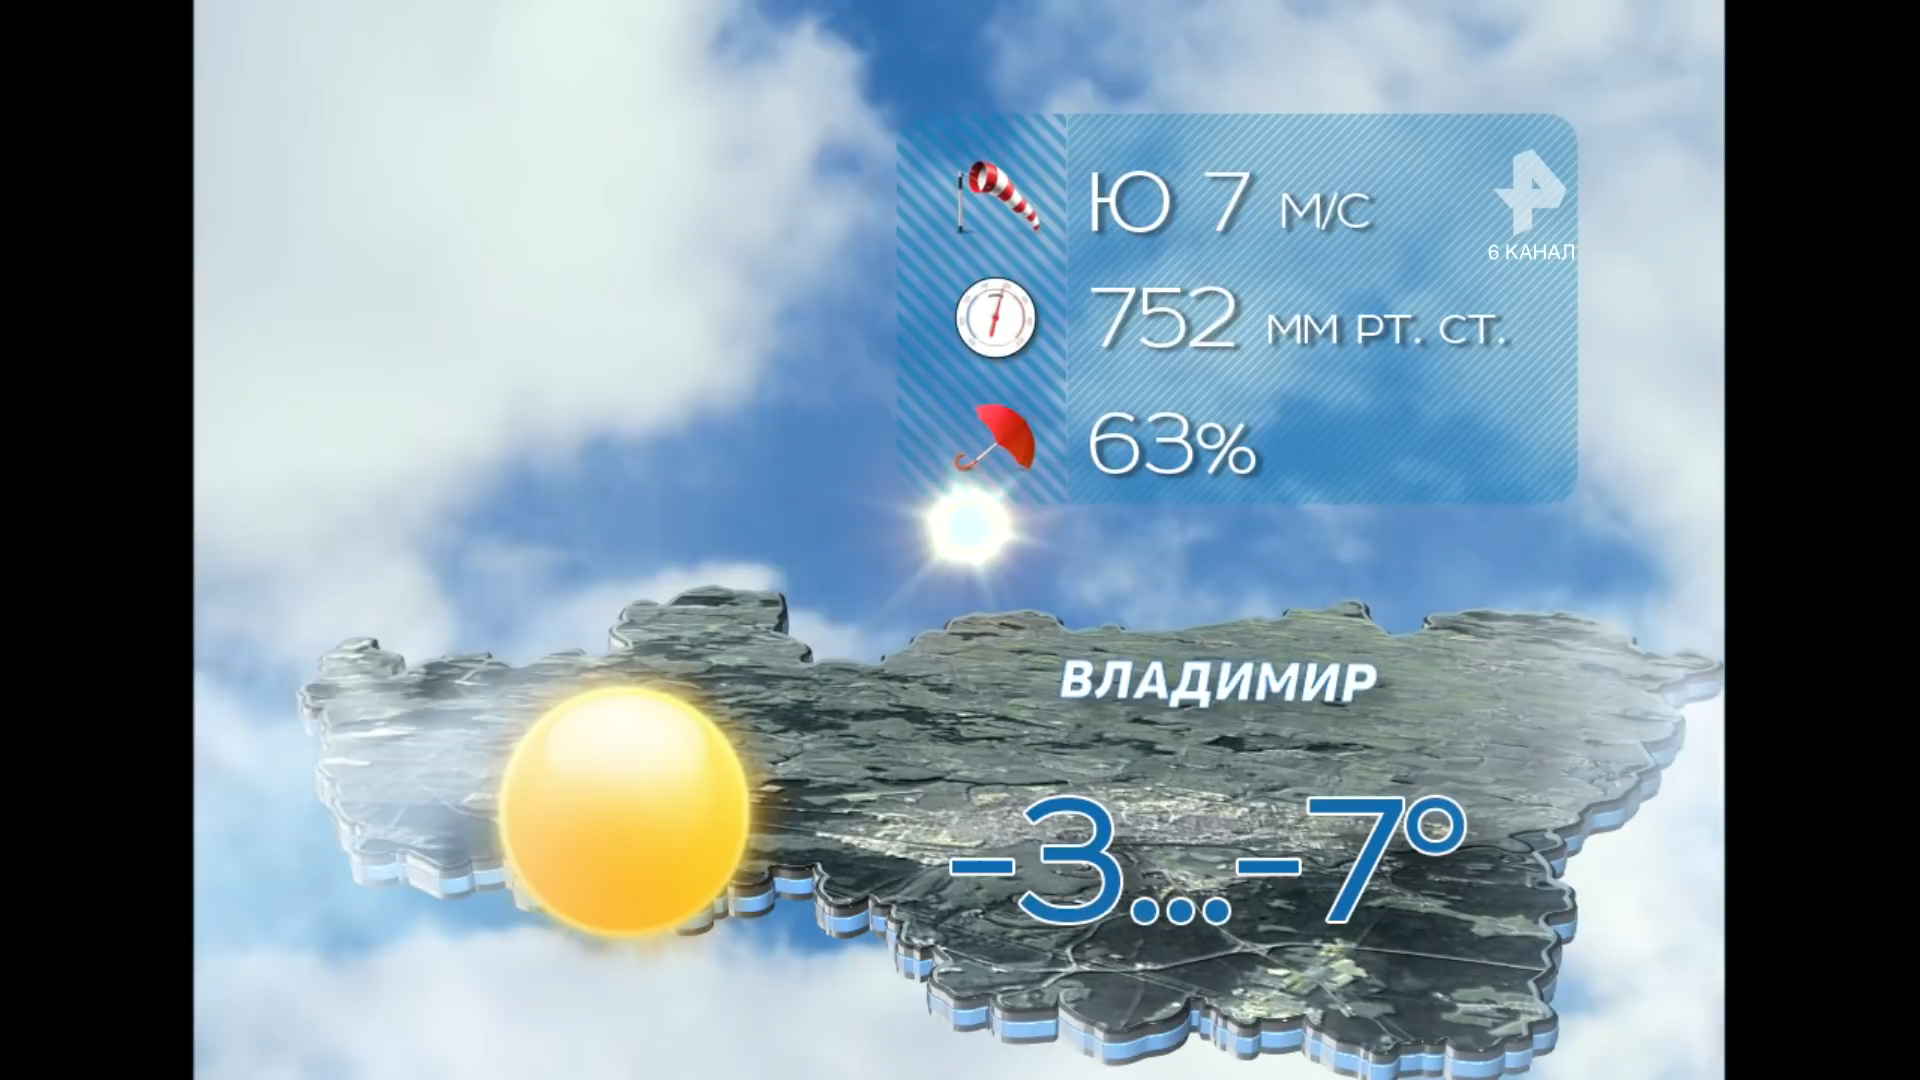 Ю 7 М/С
6 КАНАЛ
752 ММ РТ. СТ.
63%
ВЛАДИМИР
-3...-7°